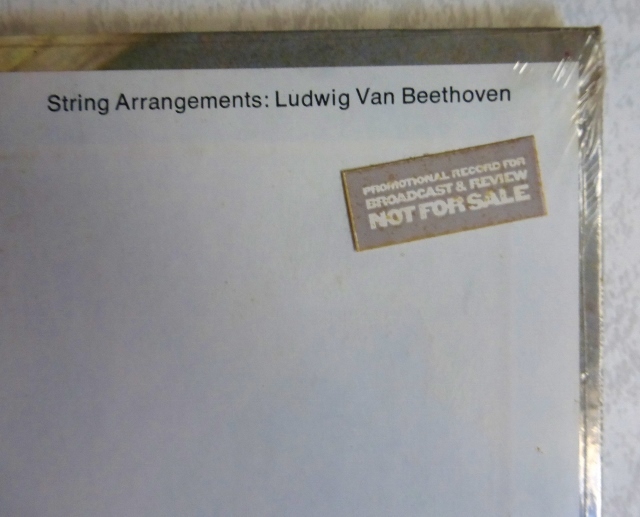 String Arrangements: Ludwig Van Beethoven
PROMOTIONAL RECORD FOR
BROADCAST & REVIEW
NOT FOR SALE